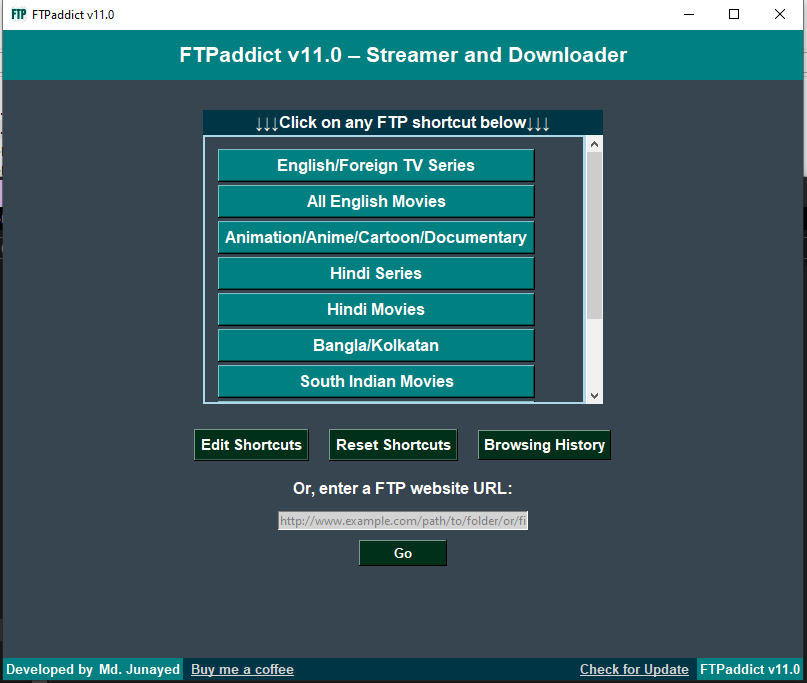 FTP FTPaddict v11.0
FTPaddict v11.0 – Streamer and Downloader
↓↓↓Click on any FTP shortcut below↓↓↓
English/Foreign TV Series
All English Movies
Animation/Anime/Cartoon/Documentary
Hindi Series
Hindi Movies
Bangla/Kolkatan
South Indian Movies
Edit Shortcuts Reset Shortcuts Browsing History
Or, enter a FTP website URL:
http://www.example.com/path/to/folder/or/fi
Go
Developed by Md. Junayed Buy me a coffee Check for Update FTPaddict v11.0